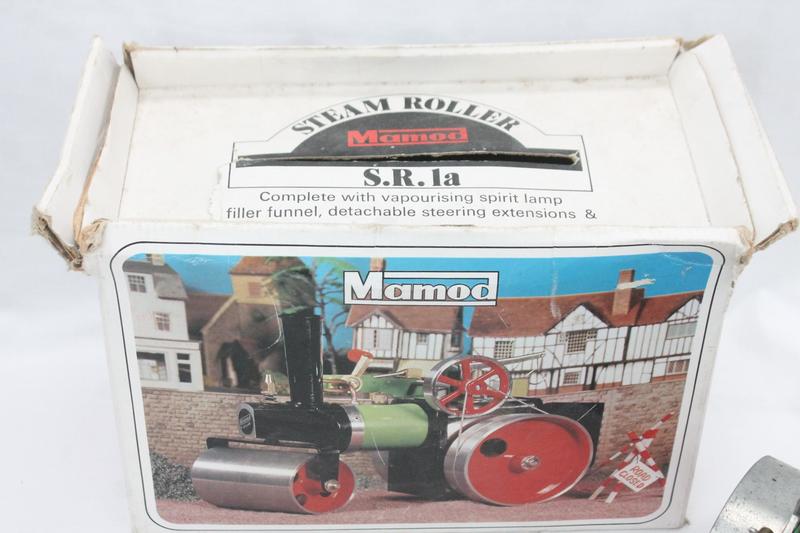 STEAM ROLLER
Mamod
S.R.1a
Complete with vapourising spirit lamp
filler funnel, detachable steering extensions &
Mamod
ROAD
CLOSED